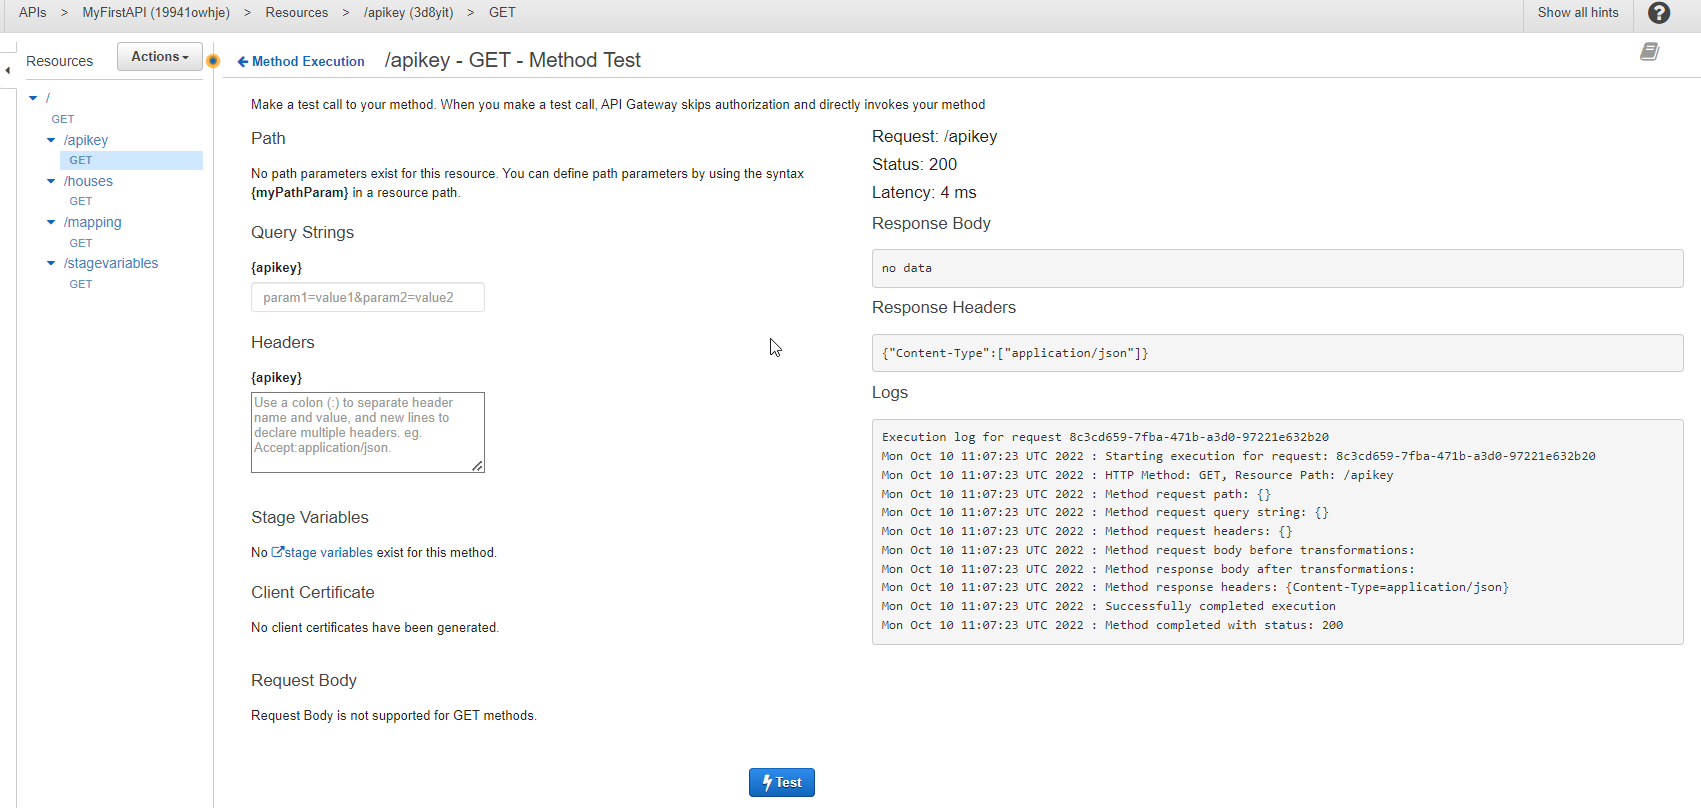 APIs > MyFirstAPI (19941owhje) > Resources > /apikey (3d8yit) > GET
Show all hints
?
Resources
Actions
/
GET
/apikey
GET
/houses
GET
/mapping
GET
/stagevariables
GET
Method Execution
/apikey - GET - Method Test
Make a test call to your method. When you make a test call, API Gateway skips authorization and directly invokes your method
Path
No path parameters exist for this resource. You can define path parameters by using the syntax
{myPathParam} in a resource path.
Query Strings
{apikey}
param1=value1&param2=value2
Headers
{apikey}
Use a colon (:) to separate header
name and value, and new lines to
declare multiple headers. eg.
Accept:application/json.
Stage Variables
No stage variables exist for this method.
Client Certificate
No client certificates have been generated.
Request Body
Request Body is not supported for GET methods.
Test
Request: /apikey
Status: 200
Latency: 4 ms
Response Body
no data
Response Headers
{"Content-Type":["application/json"]}
Logs
Execution log for request 8c3cd659-7fba-471b-a3d0-97221e632b20
Mon Oct 10 11:07:23 UTC 2022 : Starting execution for request: 8c3cd659-7fba-471b-a3d0-97221e632b20
Mon Oct 10 11:07:23 UTC 2022 : HTTP Method: GET, Resource Path: /apikey
Mon Oct 10 11:07:23 UTC 2022 : Method request path: {}
Mon Oct 10 11:07:23 UTC 2022 : Method request query string: {}
Mon Oct 10 11:07:23 UTC 2022 : Method request headers: {}
Mon Oct 10 11:07:23 UTC 2022 : Method request body before transformations:
Mon Oct 10 11:07:23 UTC 2022 : Method response body after transformations:
Mon Oct 10 11:07:23 UTC 2022 : Method response headers: {Content-Type=application/json}
Mon Oct 10 11:07:23 UTC 2022 : Successfully completed execution
Mon Oct 10 11:07:23 UTC 2022 : Method completed with status: 200